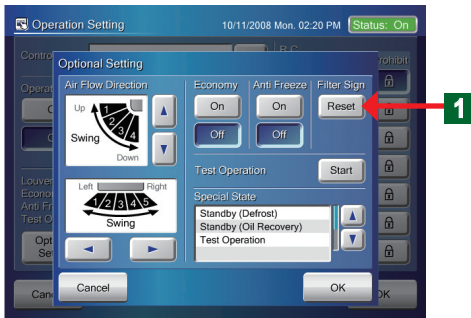 Operation Setting 10/11/2008 Mon. 02:20 PM Status: On
Control R.C. Prohibit
Optional Setting
Air Flow Direction Economy Anti Freeze Filter Sign
Up 1 2 3 4 Swing Down
On On Reset
1
Off Off
Test Operation Start
Left Right
1/2/3/4/5
Swing
Special State
Standby (Defrost)
Standby (Oil Recovery)
Test Operation
Cancel OK